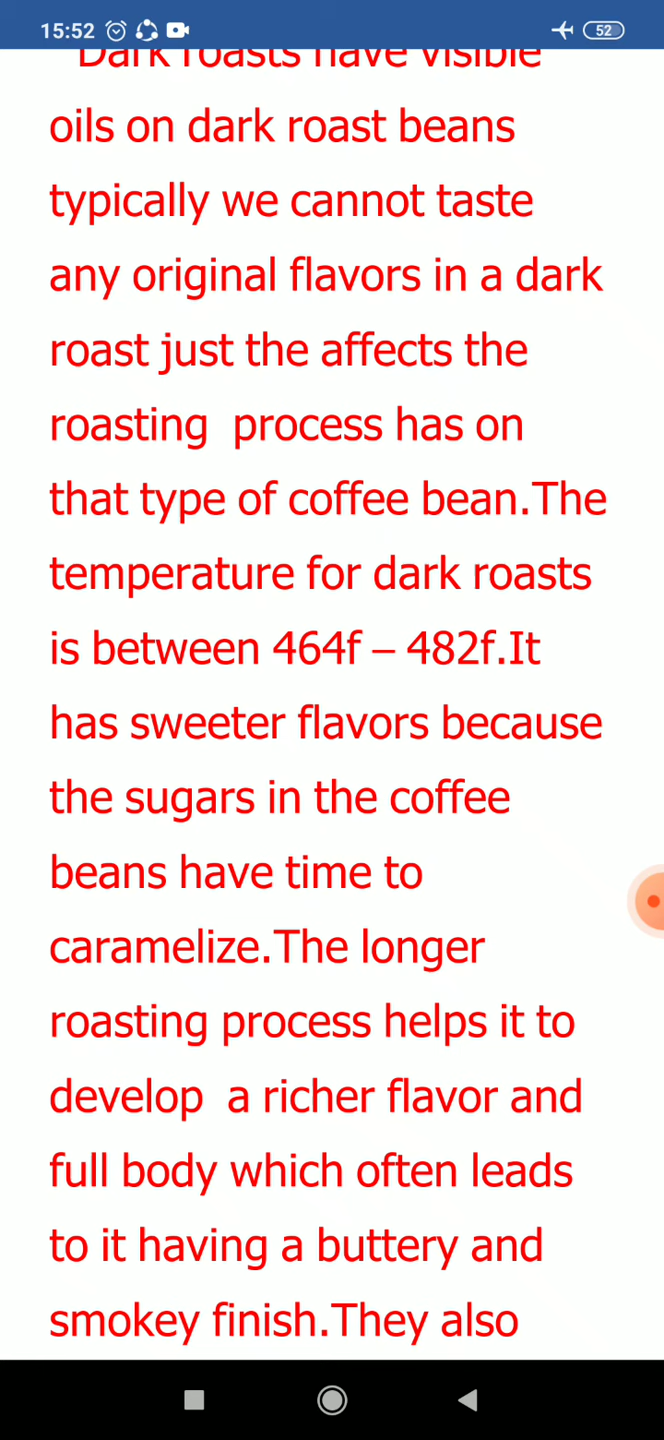 15:52
52
Dark roasts have visible
oils on dark roast beans
typically we cannot taste
any original flavors in a dark
roast just the affects the
roasting  process has on
that type of coffee bean.The
temperature for dark roasts
is between 464f – 482f.It
has sweeter flavors because
the sugars in the coffee
beans have time to
caramelize.The longer
roasting process helps it to
develop  a richer flavor and
full body which often leads
to it having a buttery and
smokey finish.They also